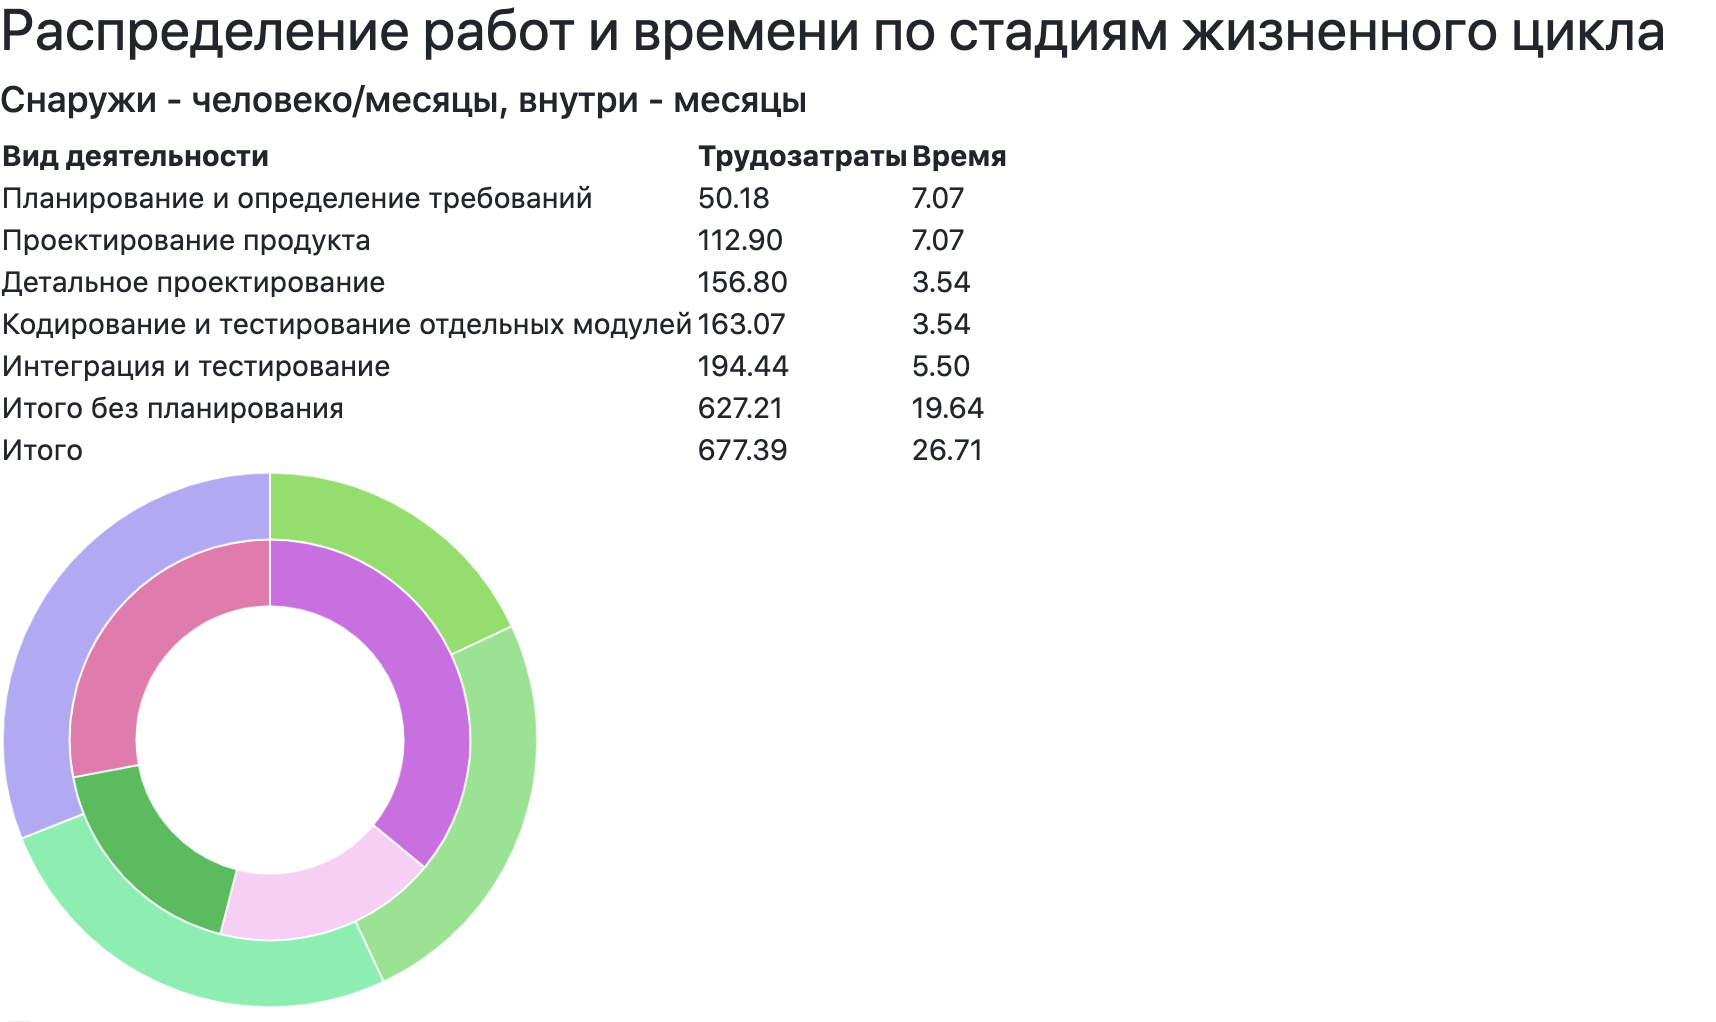 Распределение работ и времени по стадиям жизненного цикла
Снаружи - человеко/месяцы, внутри - месяцы
Вид деятельности Трудозатраты Время
Планирование и определение требований 50.18 7.07
Проектирование продукта 112.90 7.07
Детальное проектирование 156.80 3.54
Кодирование и тестирование отдельных модулей 163.07 3.54
Интеграция и тестирование 194.44 5.50
Итого без планирования 627.21 19.64
Итого 677.39 26.71